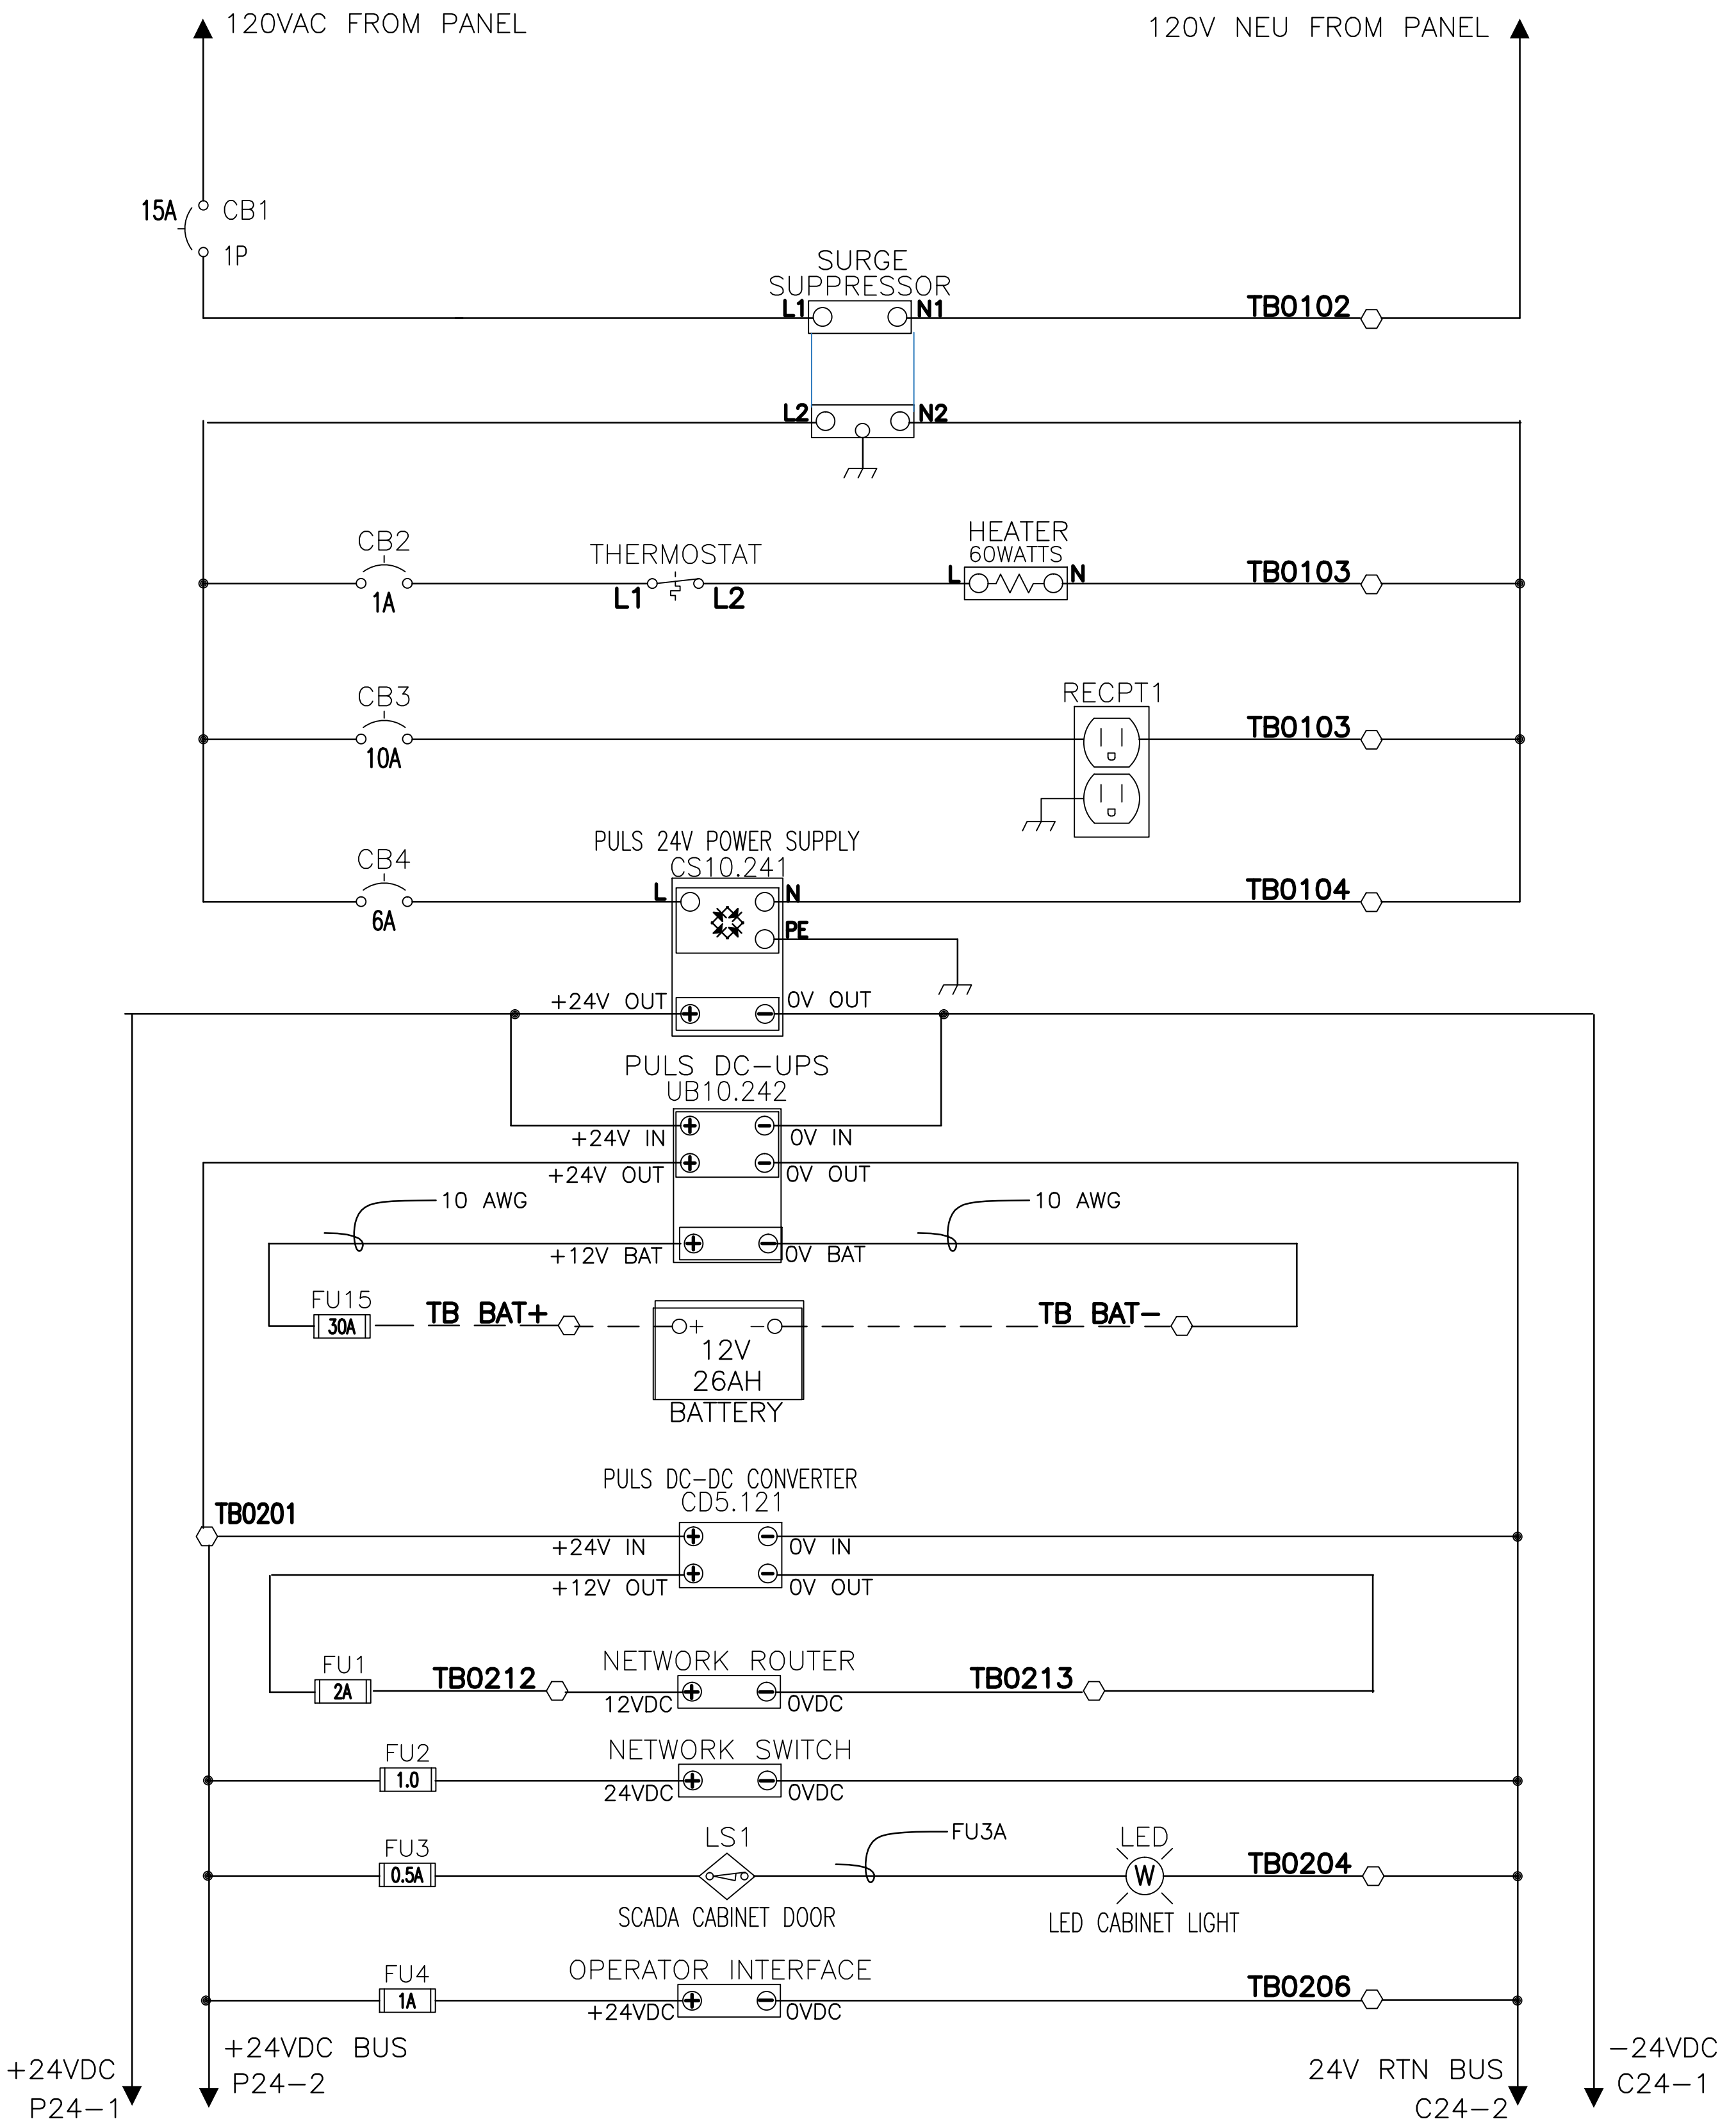 120VAC FROM PANEL
120V NEU FROM PANEL
15A
CB1
1P
SURGE
SUPPRESSOR
L1
N1
TB0102
L2
N2
CB2
1A
THERMOSTAT
L1
L2
HEATER
60WATTS
L
N
TB0103
CB3
10A
RECPT1
TB0103
PULS 24V POWER SUPPLY
CS10.241
CB4
6A
L
N
PE
TB0104
+24V OUT
0V OUT
PULS DC-UPS
UB10.242
+24V IN
0V IN
+24V OUT
0V OUT
10 AWG
10 AWG
+12V BAT
0V BAT
FU15
30A
TB BAT+
TB BAT-
+
-
12V
26AH
BATTERY
PULS DC-DC CONVERTER
CD5.121
TB0201
+24V IN
0V IN
+12V OUT
0V OUT
NETWORK ROUTER
FU1
2A
TB0212
12VDC
0VDC
TB0213
NETWORK SWITCH
FU2
1.0
24VDC
0VDC
FU3
0.5A
LS1
FU3A
LED
W
TB0204
SCADA CABINET DOOR
LED CABINET LIGHT
OPERATOR INTERFACE
FU4
1A
+24VDC
0VDC
TB0206
+24VDC BUS
P24-2
+24VDC
P24-1
24V RTN BUS
C24-2
-24VDC
C24-1